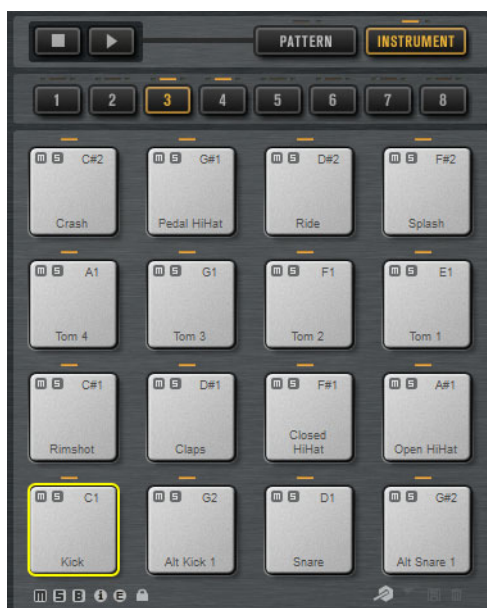 PATTERN INSTRUMENT
1 2 3 4 5 6 7 8
M S C#2 M S G#1 M S D#2 M S F#2
Crash Pedal HiHat Ride Splash
M S A1 M S G1 M S F1 M S E1
Tom 4 Tom 3 Tom 2 Tom 1
M S C#1 M S D#1 M S F#1 M S A#1
Rimshot Claps Closed HiHat Open HiHat
M S C1 M S G2 M S D1 M S G#2
Kick Alt Kick 1 Snare Alt Snare 1
M S B i E